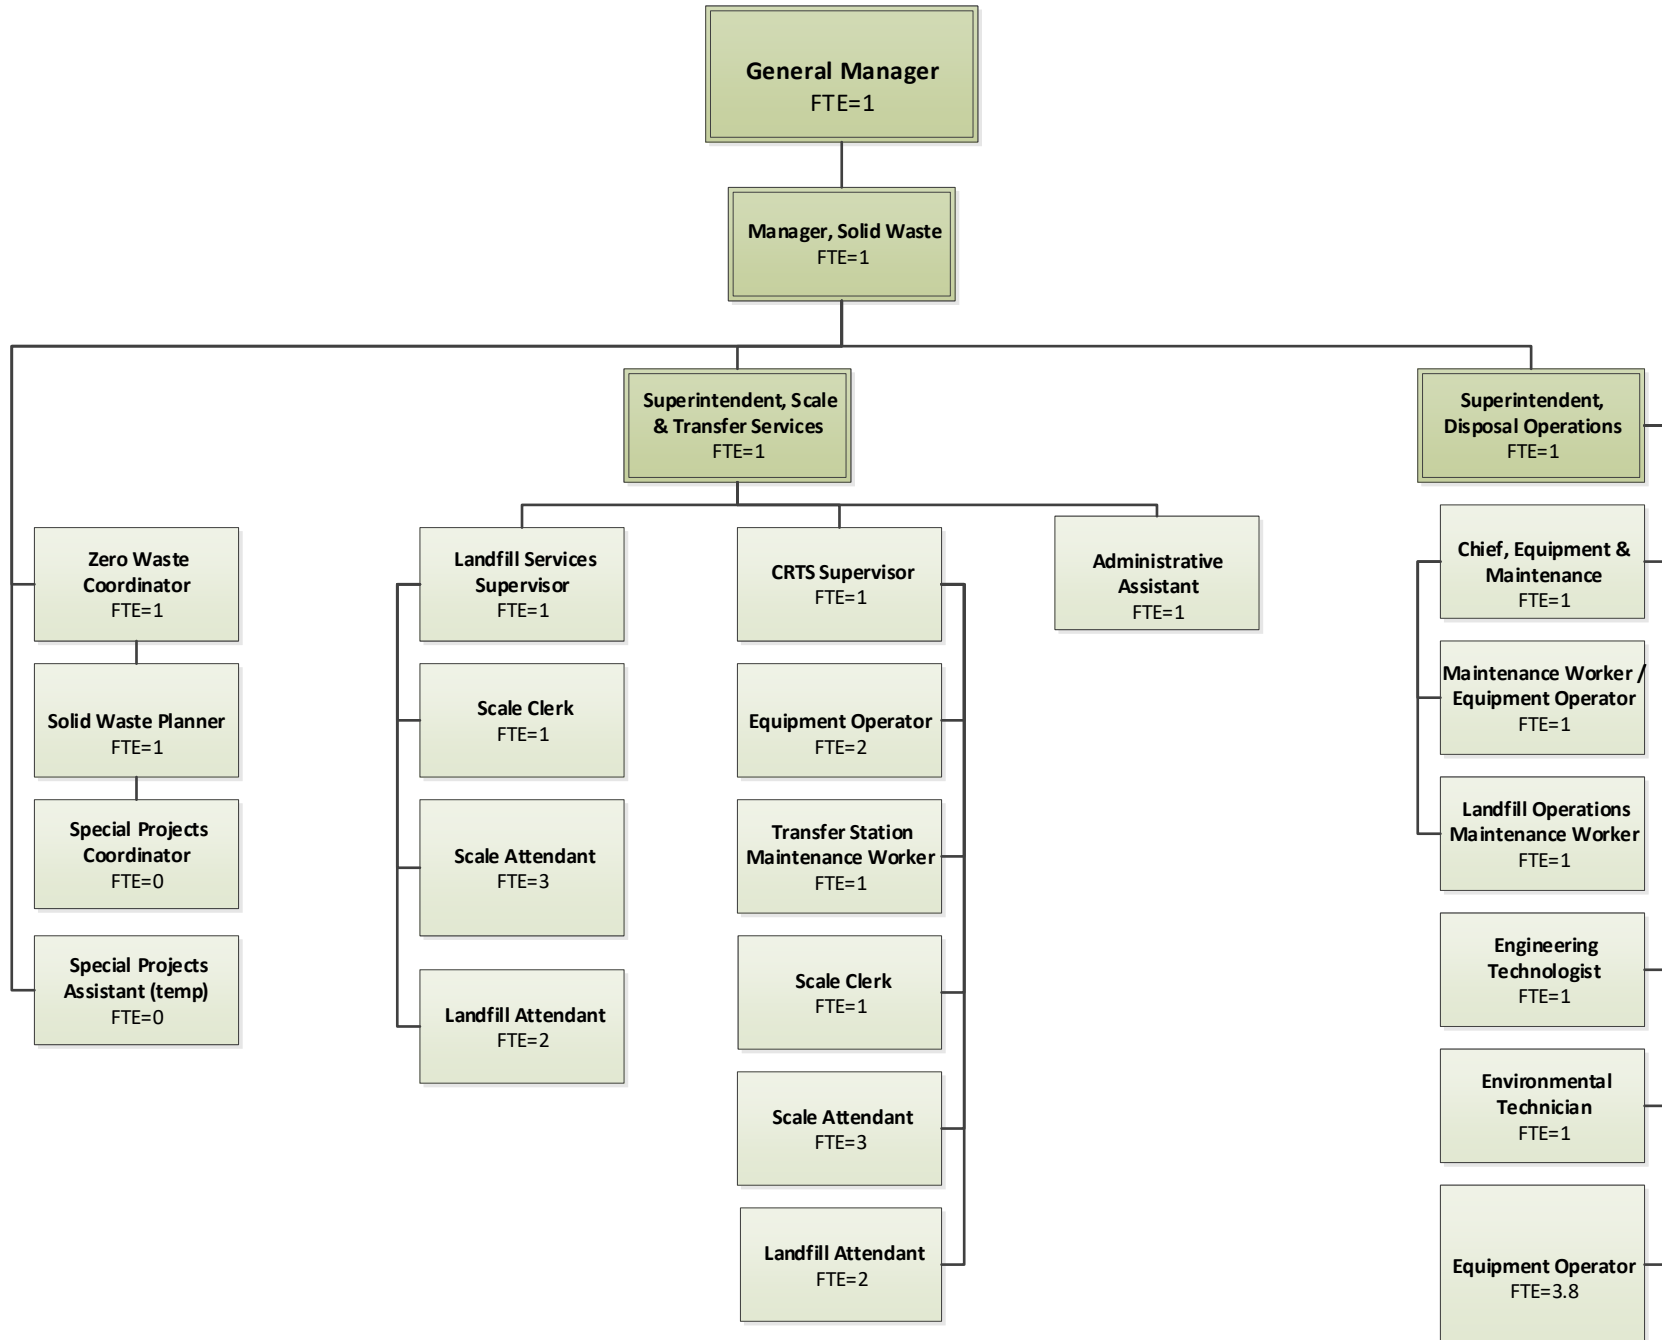 General Manager
FTE=1
Manager, Solid Waste
FTE=1
Superintendent, Scale
& Transfer Services
FTE=1
Superintendent,
Disposal Operations
FTE=1
Zero Waste
Coordinator
FTE=1
Solid Waste Planner
FTE=1
Special Projects
Coordinator
FTE=0
Special Projects
Assistant (temp)
FTE=0
Landfill Services
Supervisor
FTE=1
Scale Clerk
FTE=1
Scale Attendant
FTE=3
Landfill Attendant
FTE=2
CRTS Supervisor
FTE=1
Equipment Operator
FTE=2
Transfer Station
Maintenance Worker
FTE=1
Scale Clerk
FTE=1
Scale Attendant
FTE=3
Landfill Attendant
FTE=2
Administrative
Assistant
FTE=1
Chief, Equipment &
Maintenance
FTE=1
Maintenance Worker /
Equipment Operator
FTE=1
Landfill Operations
Maintenance Worker
FTE=1
Engineering
Technologist
FTE=1
Environmental
Technician
FTE=1
Equipment Operator
FTE=3.8